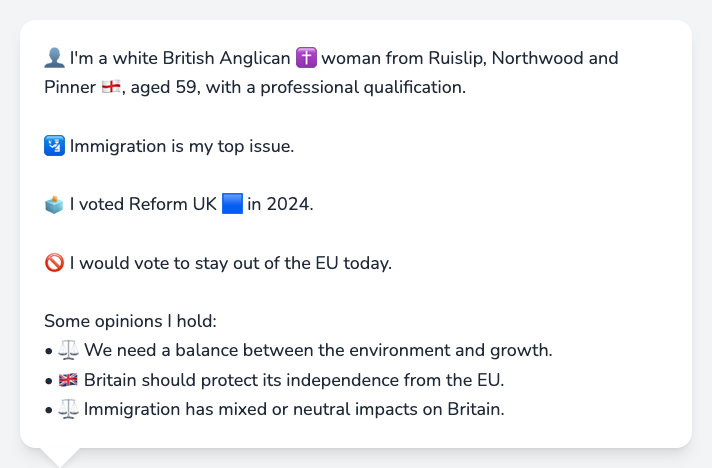 👤 I'm a white British Anglican ✝️ woman from Ruislip, Northwood and
Pinner 🏴󠁧󠁢󠁥󠁮󠁧󠁿, aged 59, with a professional qualification.
🛂 Immigration is my top issue.
🗳️ I voted Reform UK 🟦 in 2024.
🚫 I would vote to stay out of the EU today.
Some opinions I hold:
• ⚖️ We need a balance between the environment and growth.
• 🇬🇧 Britain should protect its independence from the EU.
• ⚖️ Immigration has mixed or neutral impacts on Britain.